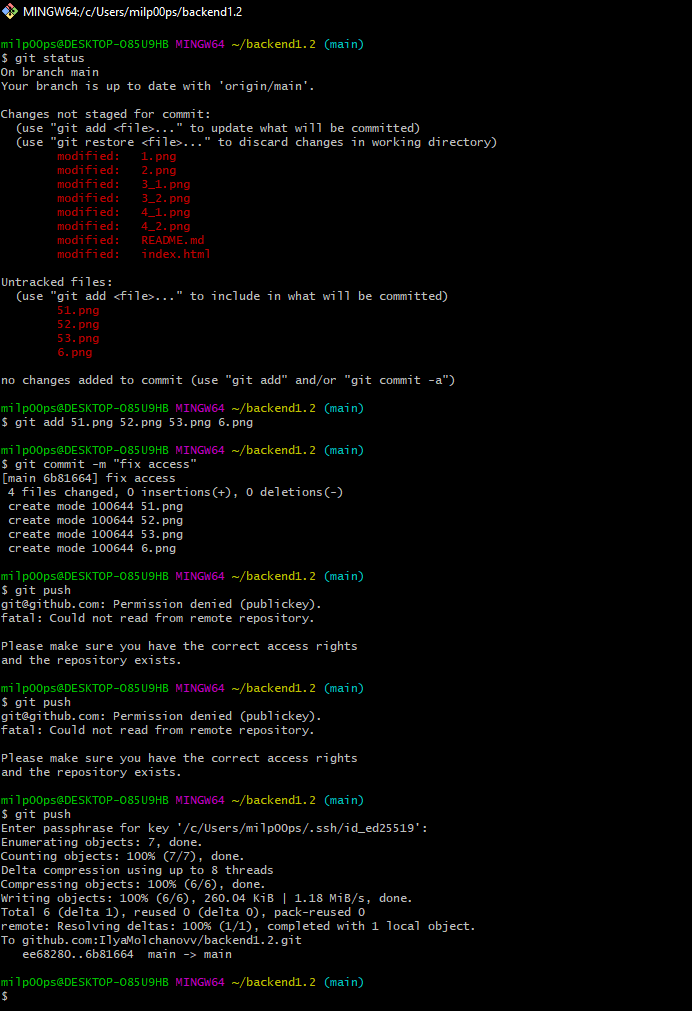 MINGW64:/c/Users/milp00ps/backend1.2
milp00ps@DESKTOP-O85U9HB MINGW64 ~/backend1.2 (main)
$ git status
On branch main
Your branch is up to date with 'origin/main'.
Changes not staged for commit:
(use "git add <file>..." to update what will be committed)
(use "git restore <file>..." to discard changes in working directory)
modified: 1.png
modified: 2.png
modified: 3_1.png
modified: 3_2.png
modified: 4_1.png
modified: 4_2.png
modified: README.md
modified: index.html
Untracked files:
(use "git add <file>..." to include in what will be committed)
51.png
52.png
53.png
6.png
no changes added to commit (use "git add" and/or "git commit -a")
milp00ps@DESKTOP-O85U9HB MINGW64 ~/backend1.2 (main)
$ git add 51.png 52.png 53.png 6.png
milp00ps@DESKTOP-O85U9HB MINGW64 ~/backend1.2 (main)
$ git commit -m "fix access"
[main 6b81664] fix access
4 files changed, 0 insertions(+), 0 deletions(-)
create mode 100644 51.png
create mode 100644 52.png
create mode 100644 53.png
create mode 100644 6.png
milp00ps@DESKTOP-O85U9HB MINGW64 ~/backend1.2 (main)
$ git push
git@github.com: Permission denied (publickey).
fatal: Could not read from remote repository.
Please make sure you have the correct access rights
and the repository exists.
milp00ps@DESKTOP-O85U9HB MINGW64 ~/backend1.2 (main)
$ git push
git@github.com: Permission denied (publickey).
fatal: Could not read from remote repository.
Please make sure you have the correct access rights
and the repository exists.
milp00ps@DESKTOP-O85U9HB MINGW64 ~/backend1.2 (main)
$ git push
Enter passphrase for key '/c/Users/milp00ps/.ssh/id_ed25519':
Enumerating objects: 7, done.
Counting objects: 100% (7/7), done.
Delta compression using up to 8 threads
Compressing objects: 100% (6/6), done.
Writing objects: 100% (6/6), 260.04 KiB | 1.18 MiB/s, done.
Total 6 (delta 1), reused 0 (delta 0), pack-reused 0
remote: Resolving deltas: 100% (1/1), completed with 1 local object.
To github.com:IlyaMolchanovv/backend1.2.git
ee68280..6b81664 main -> main
milp00ps@DESKTOP-O85U9HB MINGW64 ~/backend1.2 (main)
$